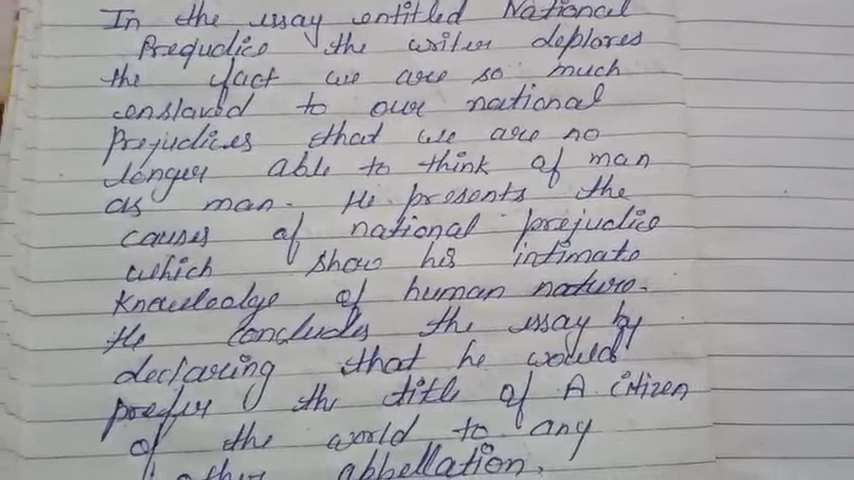 In the essay entitled National
Prequdice the writer deplores
the fact we are so much
enslaved to our national
Prejudices that we are no
longer able to think of man
as man. He presents the
causes of national prejudice
which show his intimate
knowledge of human nature.
He concludes the essay by
declaring that he would
prefer the title of A citizen
of the world to any
other abbellation.